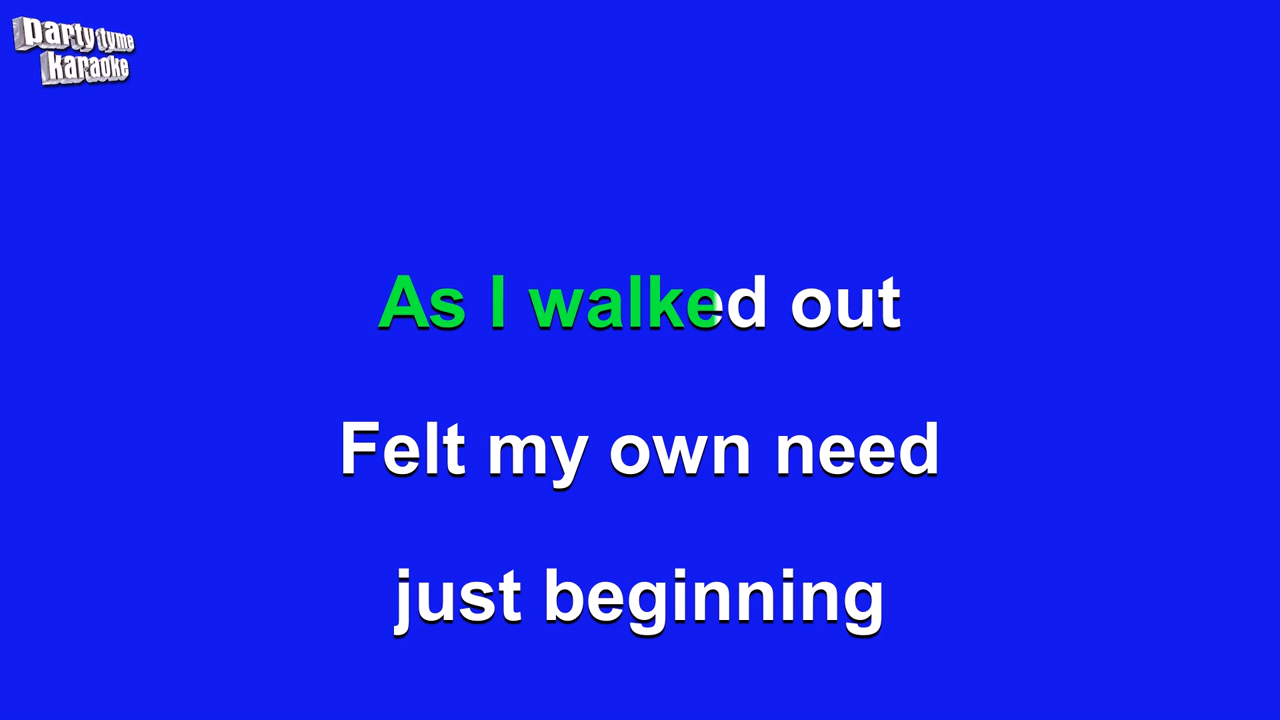 party tyme
karaoke
As I walked out
Felt my own need
just beginning